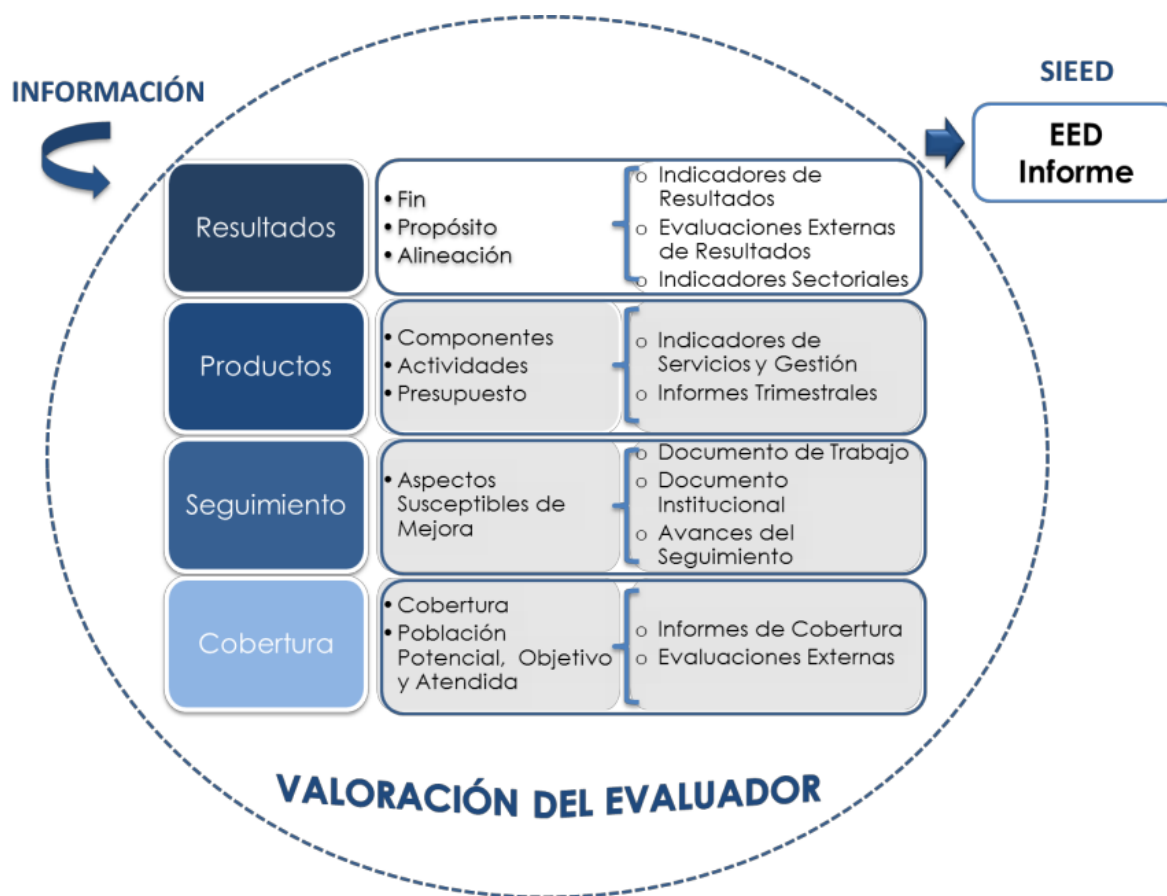 INFORMACIÓN
SIEED
EED
Informe
Resultados
• Fin
• Propósito
• Alineación
o Indicadores de
Resultados
o Evaluaciones Externas
de Resultados
o Indicadores Sectoriales
Productos
• Componentes
• Actividades
• Presupuesto
o Indicadores de
Servicios y Gestión
o Informes Trimestrales
Seguimiento
• Aspectos
Susceptibles de
Mejora
o Documento de Trabajo
o Documento
Institucional
o Avances del
Seguimiento
Cobertura
• Cobertura
• Población
Potencial, Objetivo
y Atendida
o Informes de Cobertura
o Evaluaciones Externas
VALORACIÓN DEL EVALUADOR